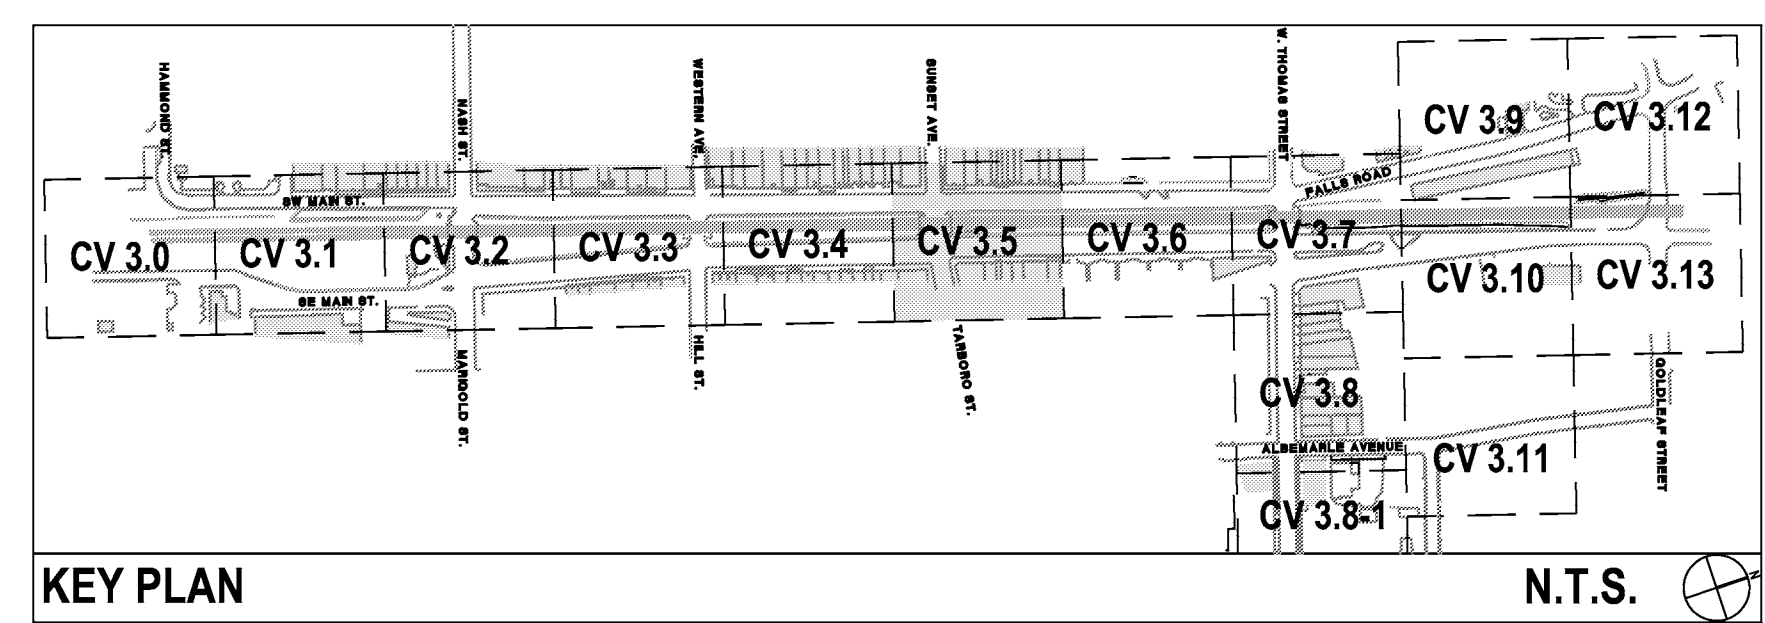 HAMMOND ST.
NASH ST.
WESTERN AVE.
SUNSET AVE.
W. THOMAS STREET
CV 3.9
CV 3.12
FALLS ROAD
SW MAIN ST.
CV 3.0
CV 3.1
CV 3.2
CV 3.3
CV 3.4
CV 3.5
CV 3.6
CV 3.7
CV 3.10
CV 3.13
SE MAIN ST.
MARIGOLD ST.
HILL ST.
TARBORO ST.
CV 3.8
GOLDLEAF STREET
ALBEMARLE AVENUE
CV 3.11
CV 3.8-1
KEY PLAN
N.T.S.
N